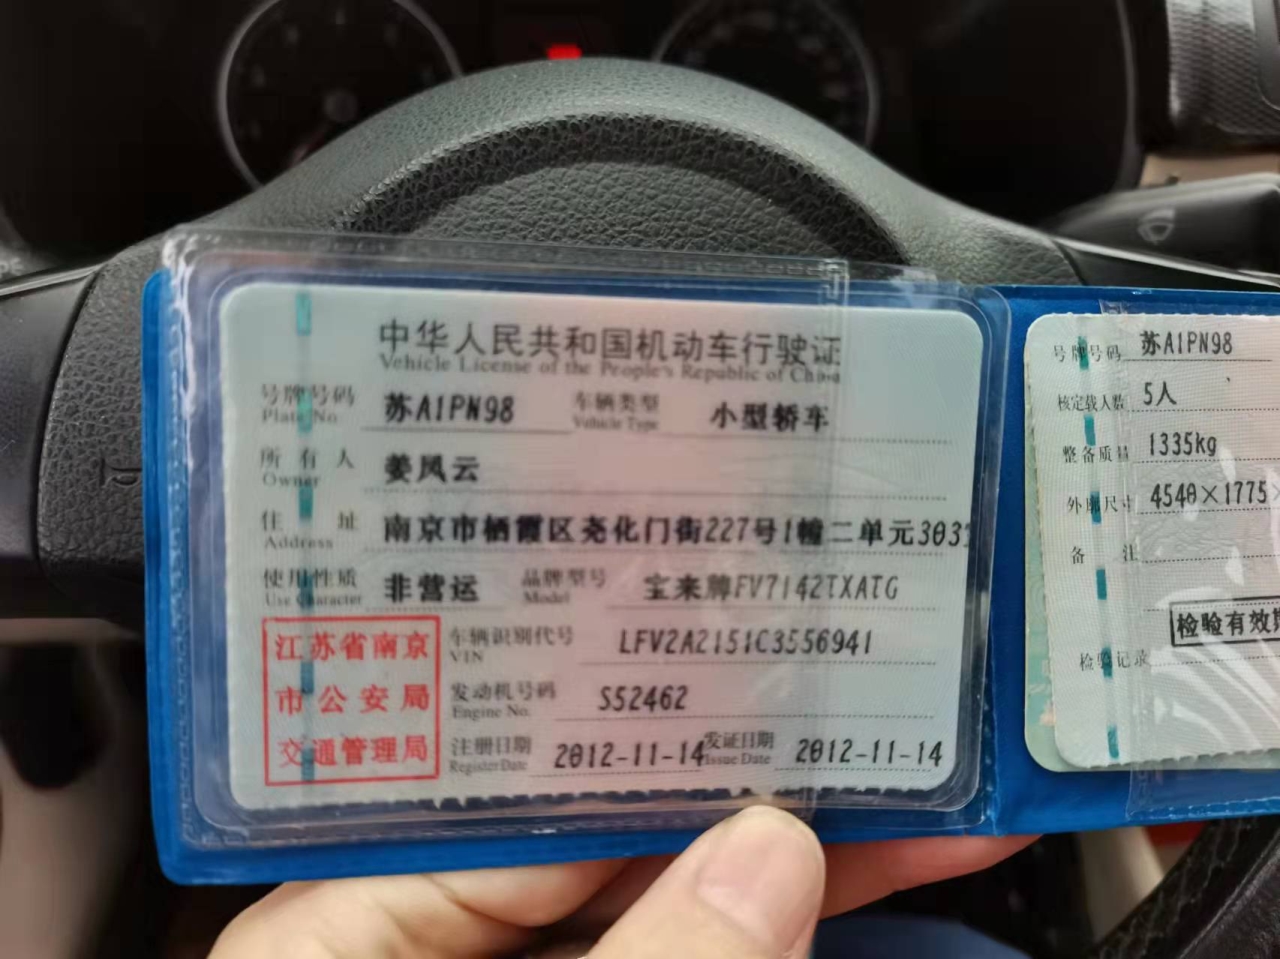 中华人民共和国机动车行驶证
Vehicle License of the People's Republic of China
号牌号码 Plate No. 苏A1PN98 车辆类型 Vehicle Type 小型轿车
所有人 Owner 姜凤云
住址 Address 南京市栖霞区尧化门街227号1幢二单元303
使用性质 Use Character 非营运 品牌型号 Model 宝来牌FV7142TXATG
江苏省南京
市公安局
交通管理局
车辆识别代号 VIN LFV2A2151C3556941
发动机号码 Engine No. S52462
注册日期 Register Date 2012-11-14 发证日期 Issue Date 2012-11-14
号牌号码 苏A1PN98
核定载人数 5人
整备质量 1335kg
外廓尺寸 4540×1775×
备注
检验有效期
检验记录